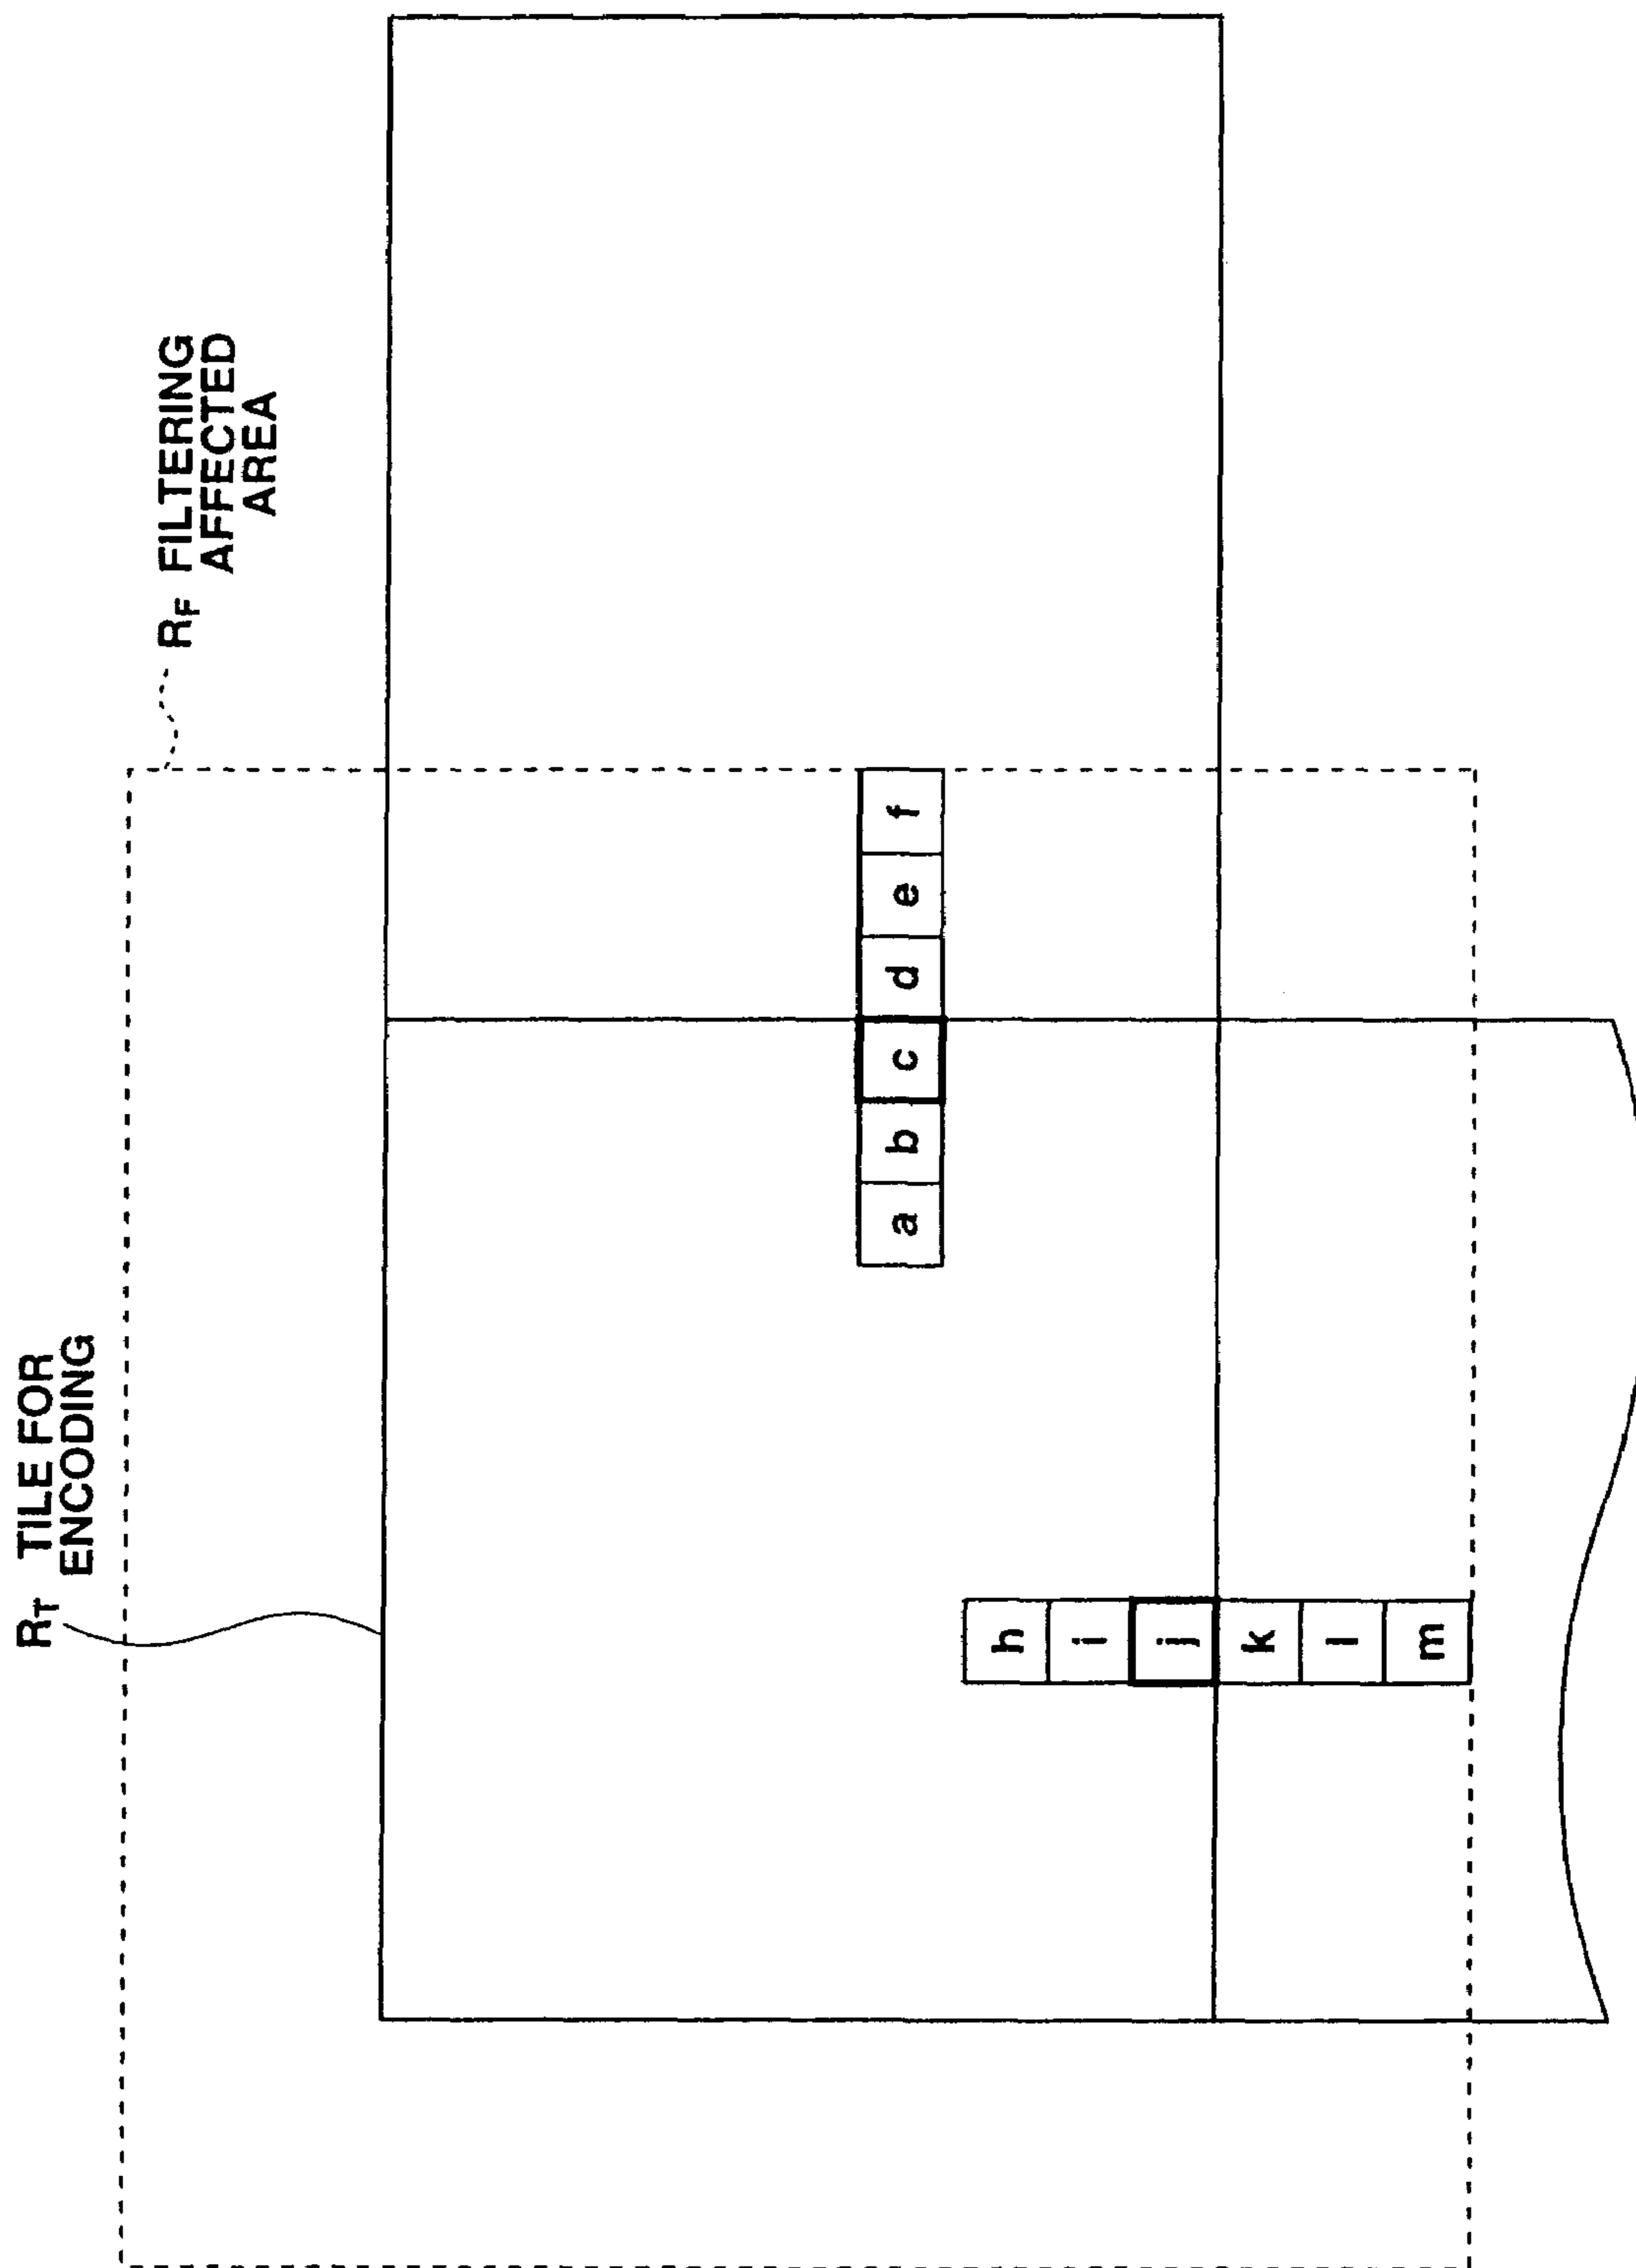 R_T TILE FOR
ENCODING
R_F FILTERING
AFFECTED
AREA
a b c d e f
h
i
j
k
l
m